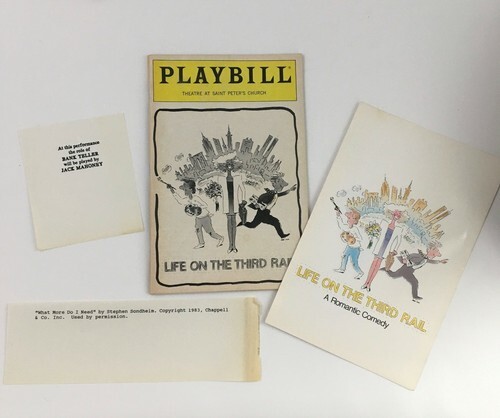 PLAYBILL®
THEATRE AT SAINT PETER'S CHURCH
LIFE ON THE THIRD RAIL
At this performance
the role of
BANK TELLER
will be played by
JACK MAHONEY
LIFE ON THE THIRD RAIL
A Romantic Comedy
"What More Do I Need" by Stephen Sondheim. Copyright 1983, Chappell
& Co. Inc. Used by permission.